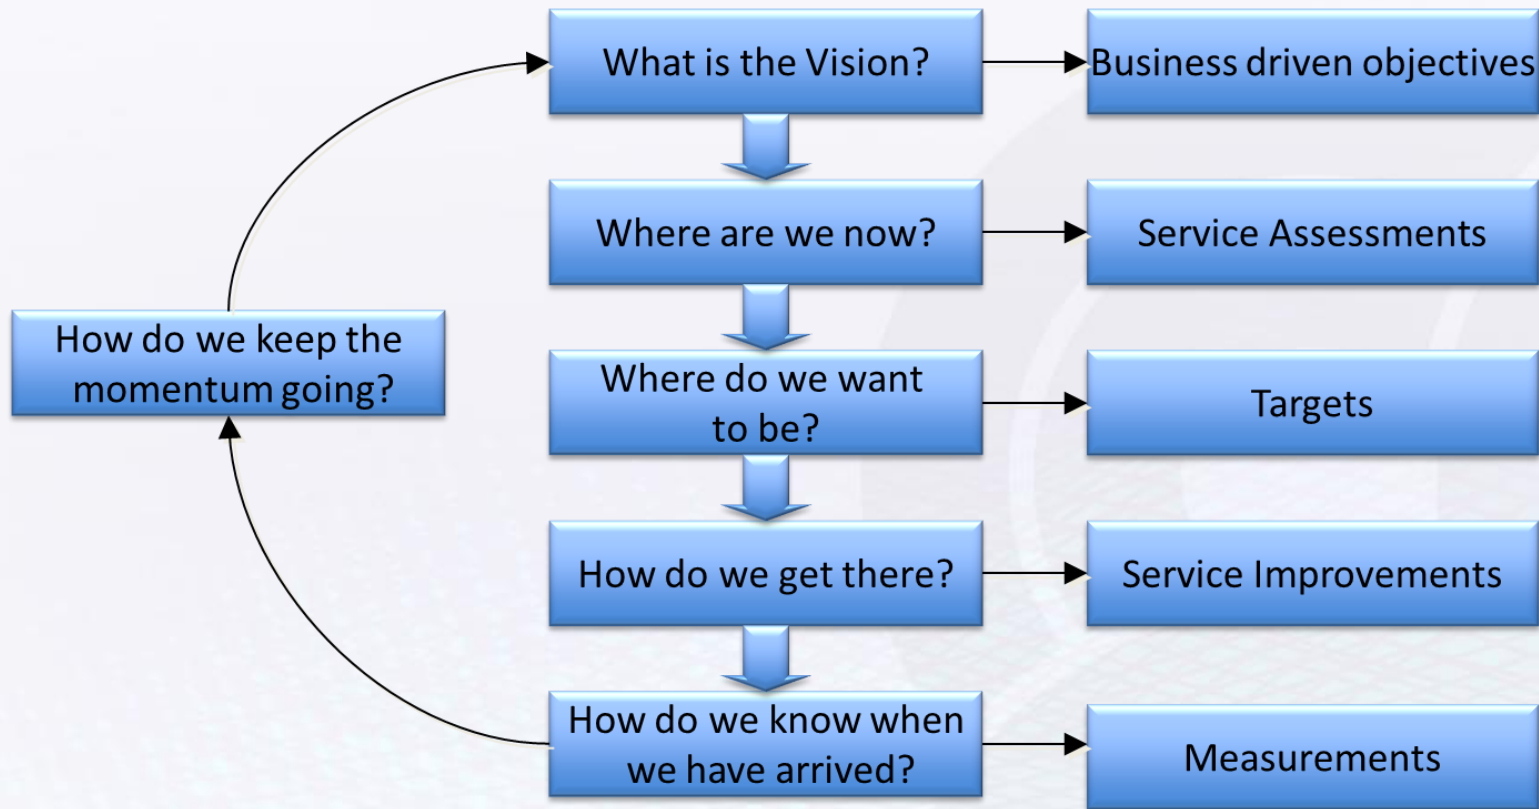 What is the Vision?
Business driven objectives
Where are we now?
Service Assessments
How do we keep the
momentum going?
Where do we want
to be?
Targets
How do we get there?
Service Improvements
How do we know when
we have arrived?
Measurements